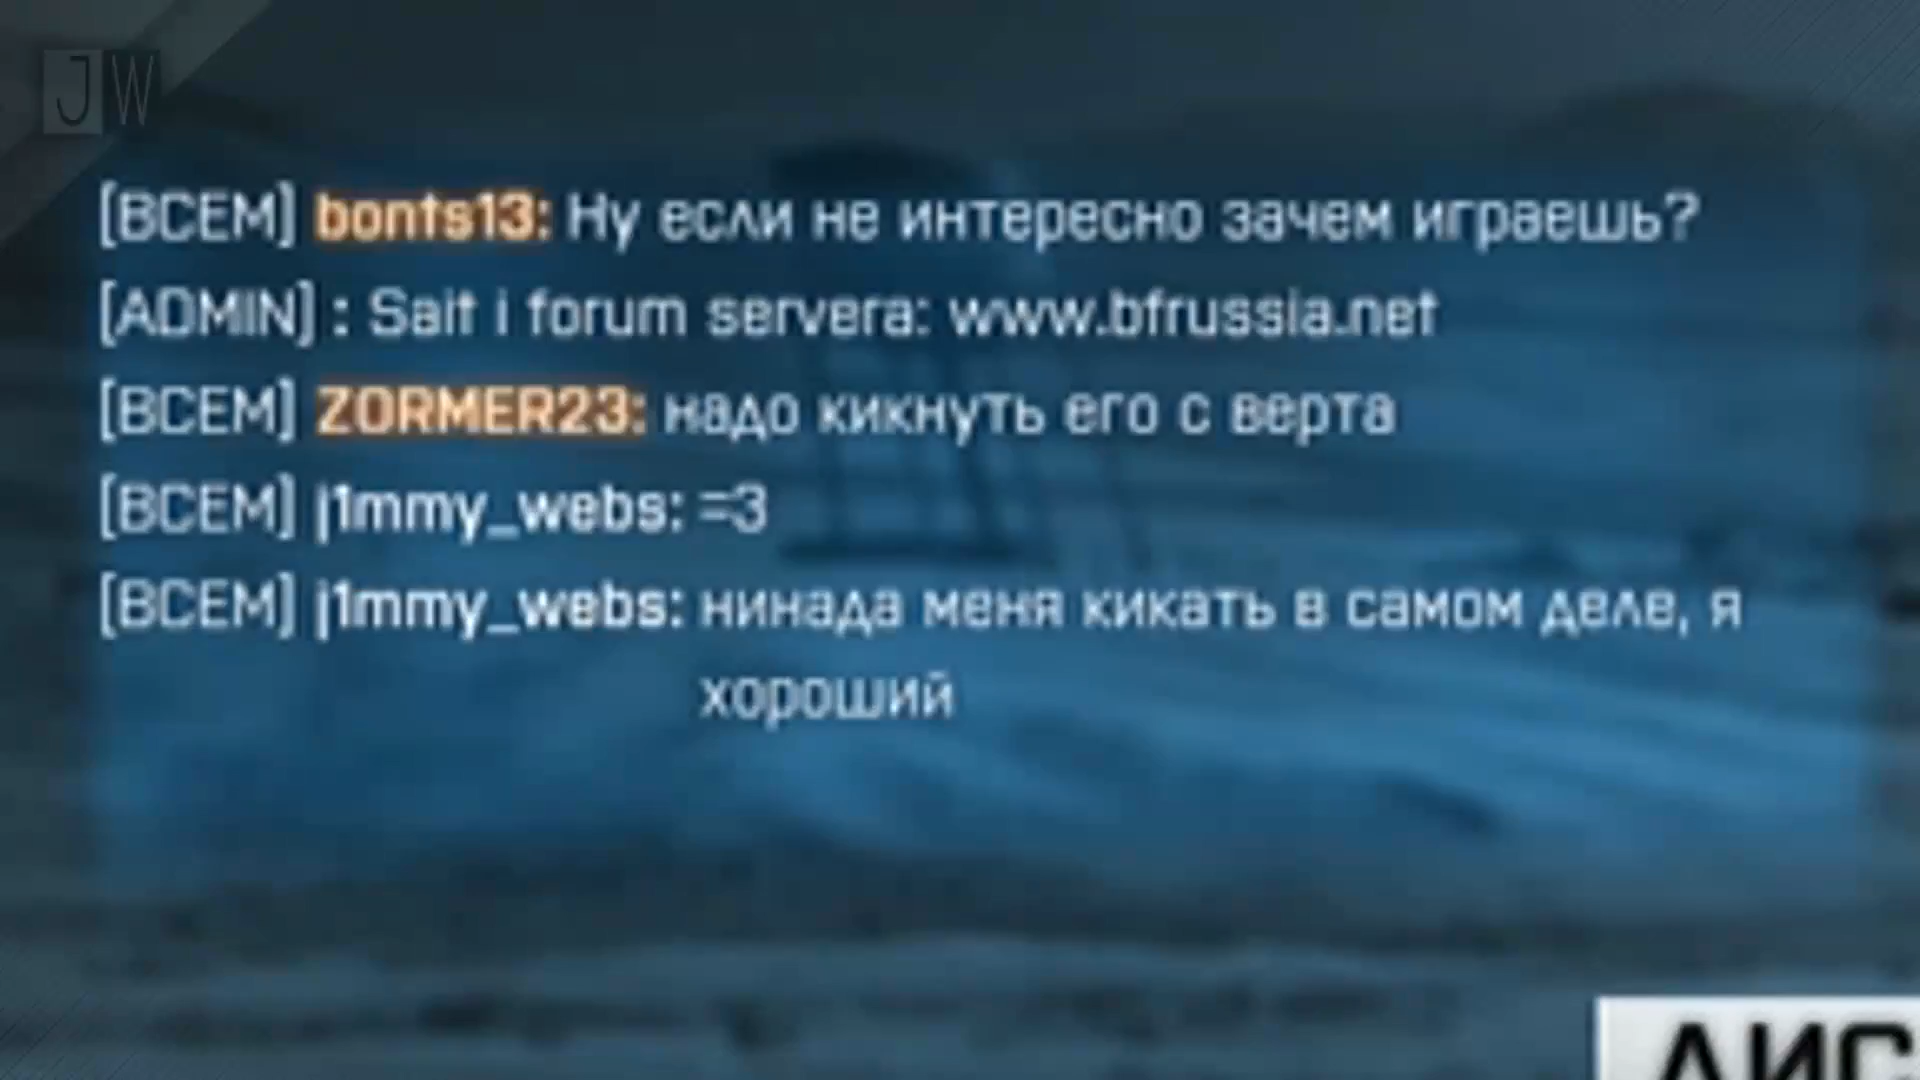 JW
[ВСЕМ] bonts13: Ну если не интересно зачем играешь?
[ADMIN] : Sait i forum servera: www.bfrussia.net
[ВСЕМ] ZORMER23: надо кикнуть его с верта
[ВСЕМ] j1mmy_webs: =3
[ВСЕМ] j1mmy_webs: нинада меня кикать в самом деле, я
хороший